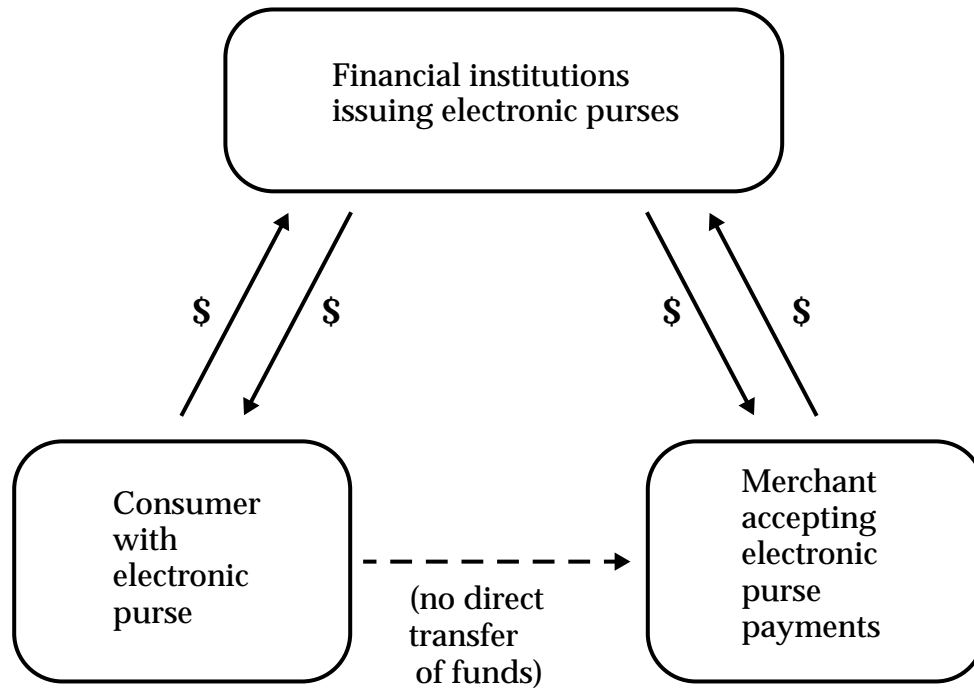 Financial institutions
issuing electronic purses
$
$
$
$
Consumer
with
electronic
purse
(no direct
transfer
of funds)
Merchant
accepting
electronic
purse
payments